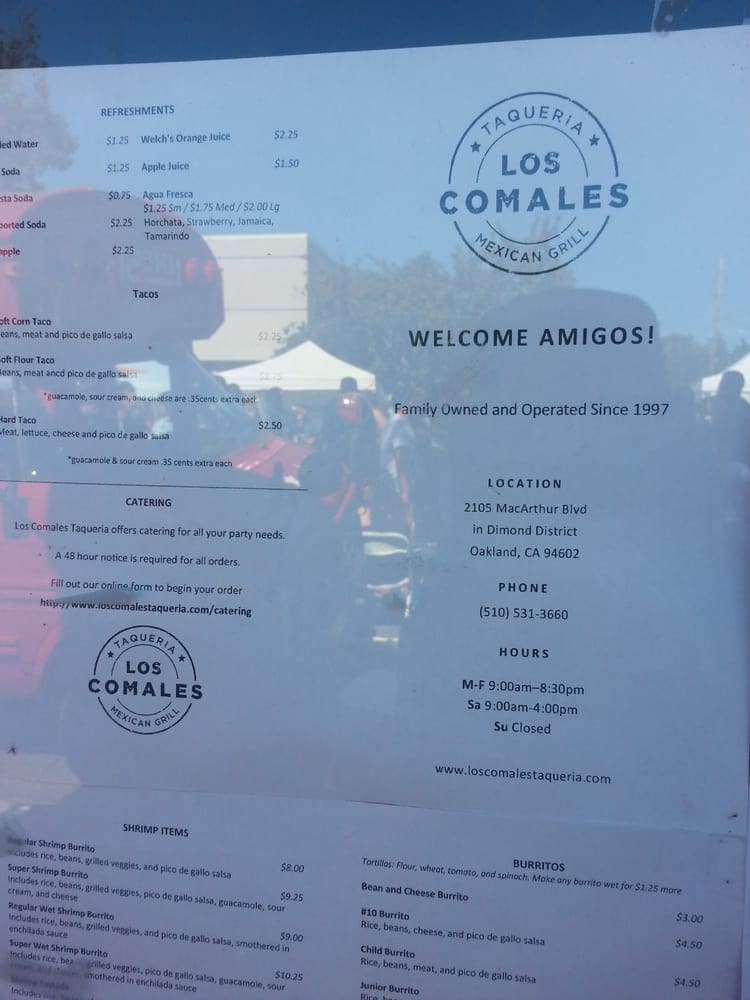 REFRESHMENTS
Water $1.25 Welch's Orange Juice $2.25
Soda $1.25 Apple Juice $1.50
Soda $0.75 Agua Fresca
$1.25 Sm / $1.75 Med / $2.00 Lg
Soda $2.25 Horchata, Strawberry, Jamaica,
Tamarindo
$2.25
Tacos
Corn Taco
meat and pico de gallo salsa $2.25
Flour Taco
meat ancd pico de gallo salsa
*guacamole, sour cream, and cheese are .35cents extra each
Hard Taco $2.50
Meat, lettuce, cheese and pico de gallo salsa
*guacamole & sour cream .35 cents extra each
CATERING
Los Comales Taqueria offers catering for all your party needs.
A 48 hour notice is required for all orders.
Fill out our online form to begin your order
http://www.loscomalestaqueria.com/catering
TAQUERIA
LOS
COMALES
MEXICAN GRILL
TAQUERIA
LOS
COMALES
MEXICAN GRILL
WELCOME AMIGOS!
Family Owned and Operated Since 1997
LOCATION
2105 MacArthur Blvd
in Dimond District
Oakland, CA 94602
PHONE
(510) 531-3660
HOURS
M-F 9:00am–8:30pm
Sa 9:00am-4:00pm
Su Closed
www.loscomalestaqueria.com
SHRIMP ITEMS
Shrimp Burrito $8.00
Includes rice, beans, grilled veggies, and pico de gallo salsa
Super Shrimp Burrito $9.25
Includes rice, beans, grilled veggies, pico de gallo salsa, guacamole, sour
cream, and cheese
Regular Wet Shrimp Burrito $9.00
Includes rice, beans, grilled veggies, and pico de gallo salsa, smothered in
enchilada sauce
Super Wet Shrimp Burrito $10.25
Includes rice, grilled veggies, pico de gallo salsa, guacamole, sour
smothered in enchilada sauce
BURRITOS
Tortillas: Flour, wheat, tomato, and spinach. Make any burrito wet for $1.25 more
Bean and Cheese Burrito $3.00
#10 Burrito $4.50
Rice, beans, cheese, and pico de gallo salsa
Child Burrito $4.50
Rice, beans, meat, and pico de gallo salsa
Junior Burrito